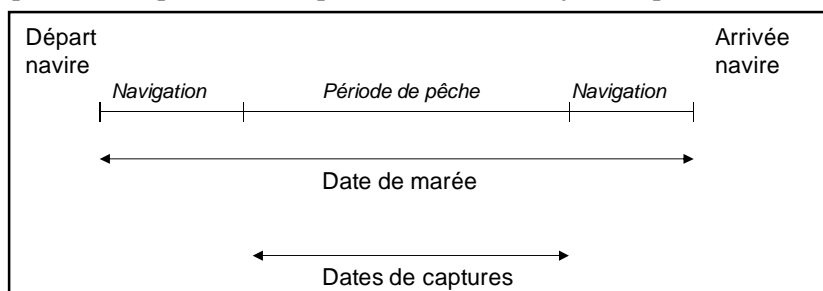 Départ
navire
Arrivée
navire
Navigation Période de pêche Navigation
Date de marée
Dates de captures